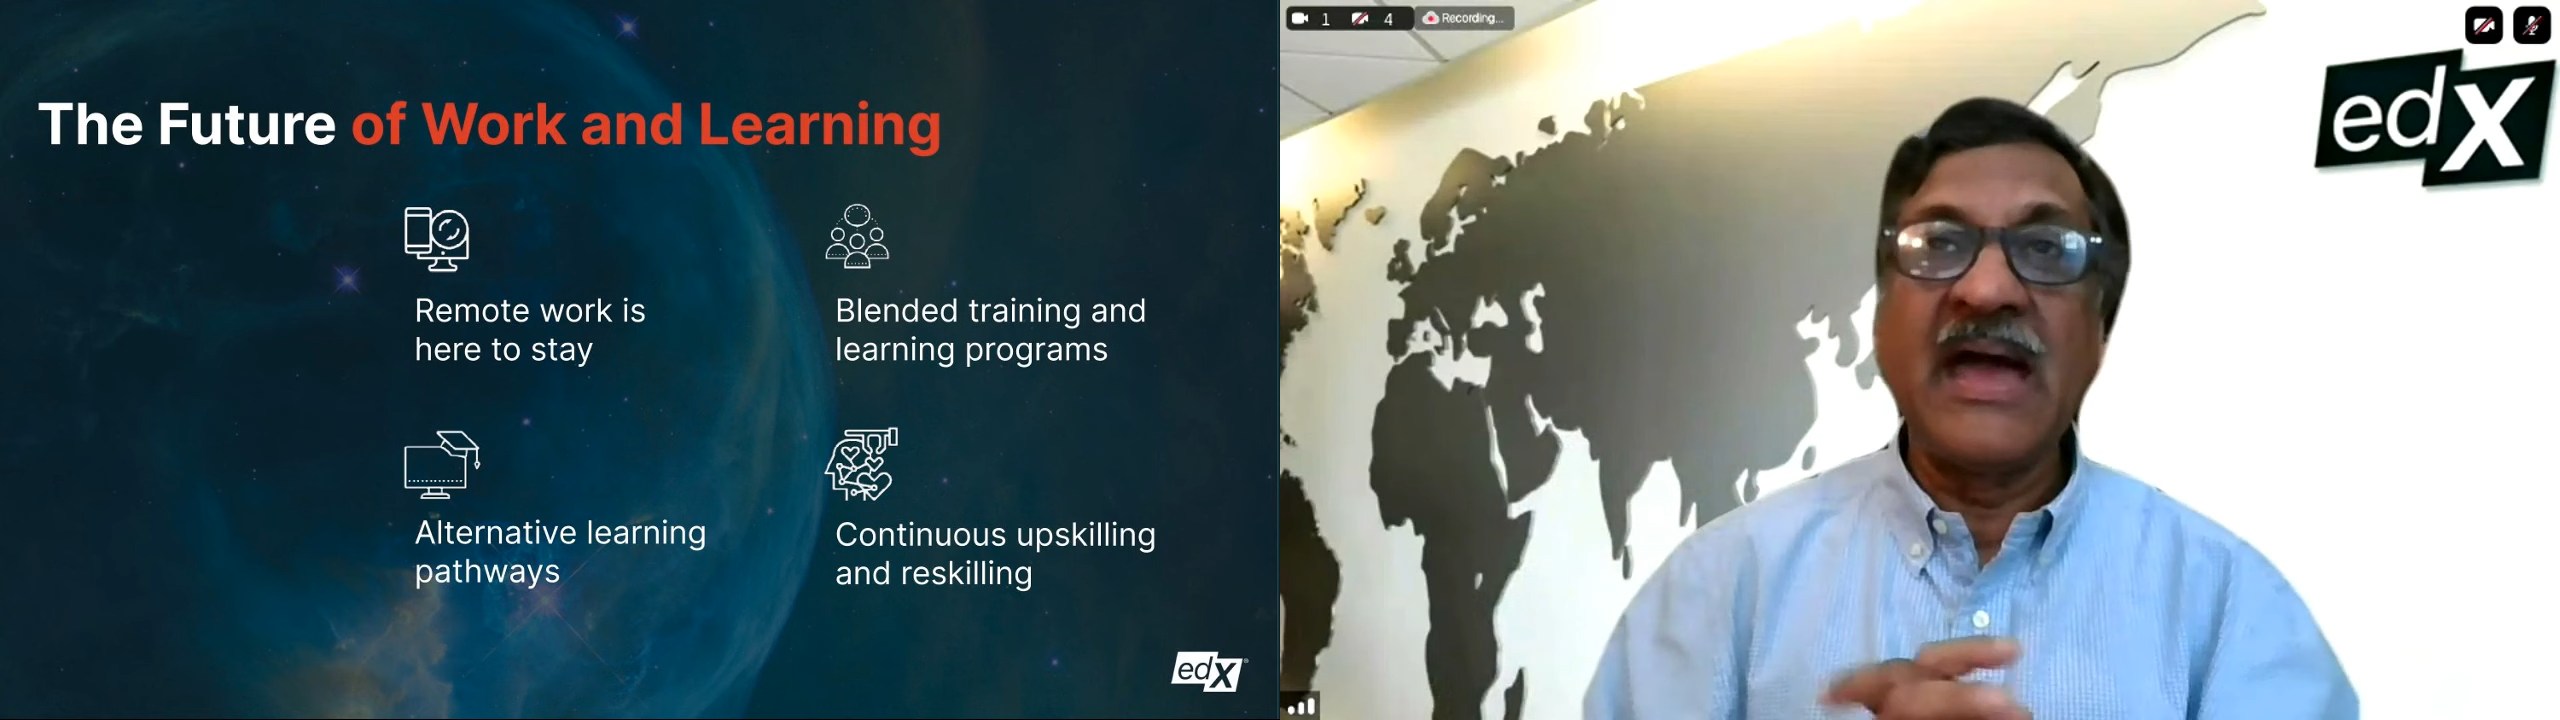 The Future of Work and Learning
Remote work is
here to stay
Blended training and
learning programs
Alternative learning
pathways
Continuous upskilling
and reskilling
edX®
1 4 Recording...
edX